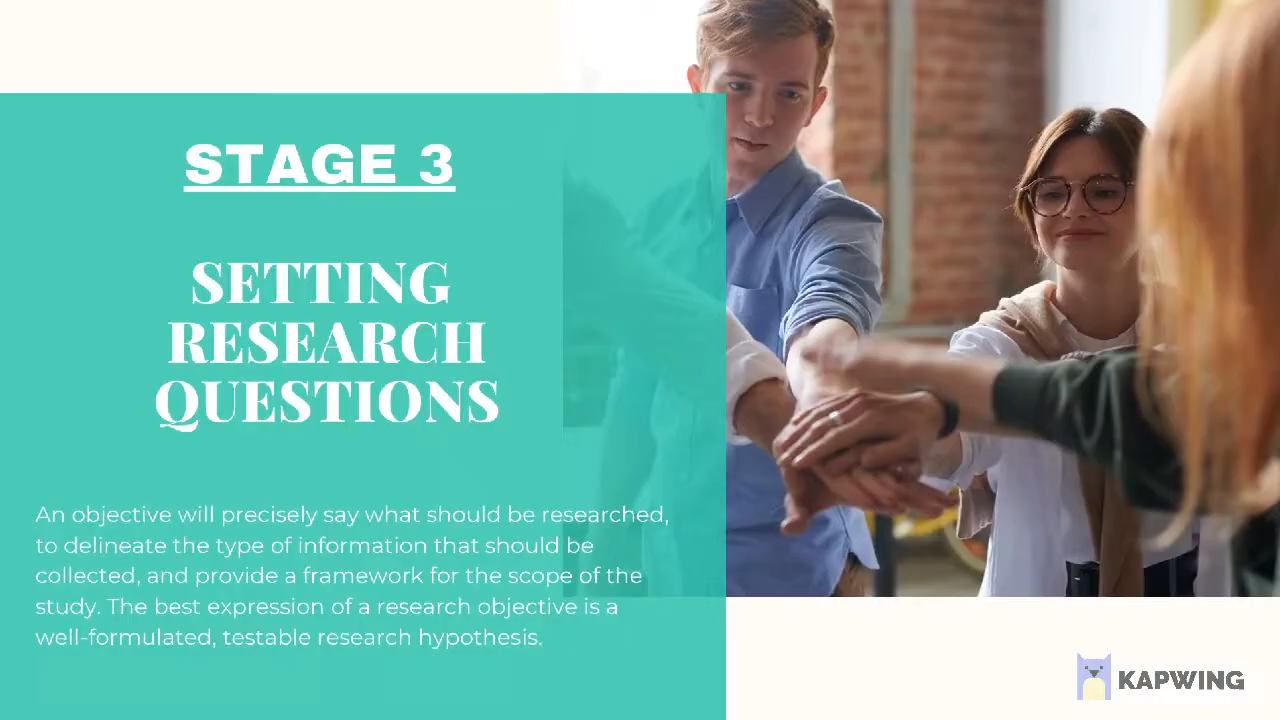 STAGE 3
SETTING
RESEARCH
QUESTIONS
An objective will precisely say what should be researched,
to delineate the type of information that should be
collected, and provide a framework for the scope of the
study. The best expression of a research objective is a
well-formulated, testable research hypothesis.
KAPWING